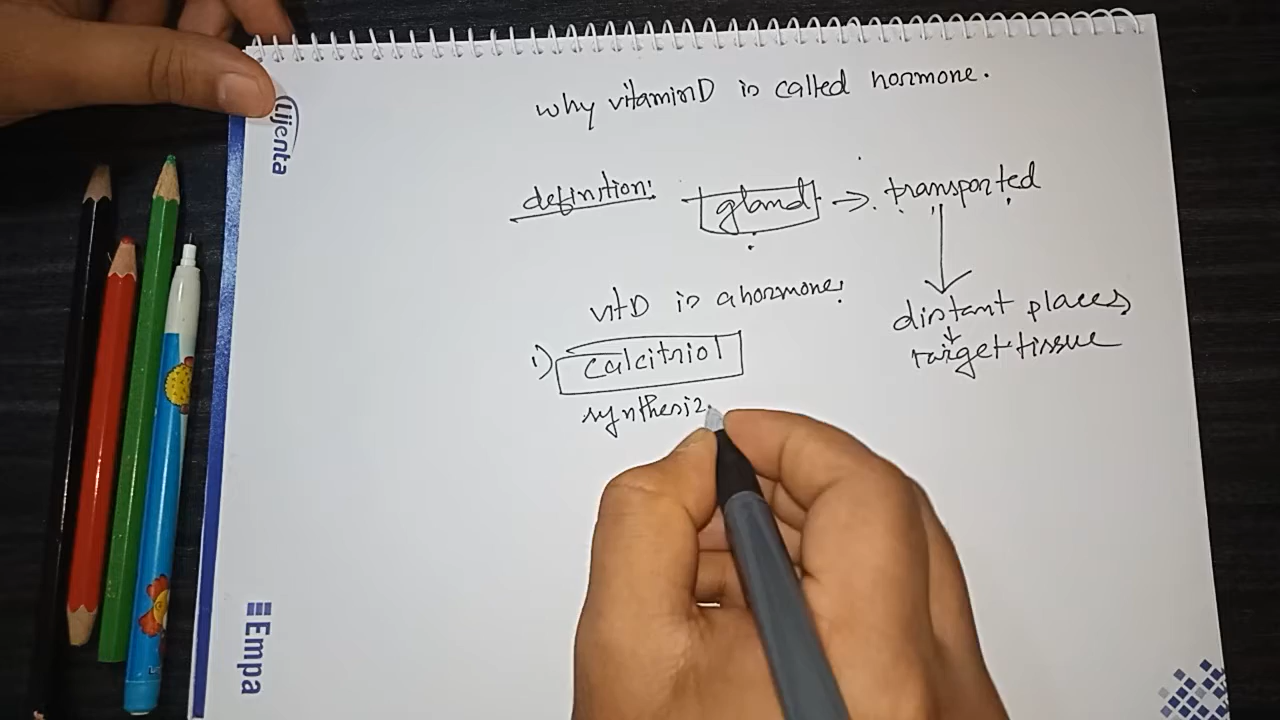 why vitaminD is called hormone.
definition: gland → transported
distant places,
target tissue
vitD is a hormone:
1) calcitriol
synthesiz
Lijenta
Empa